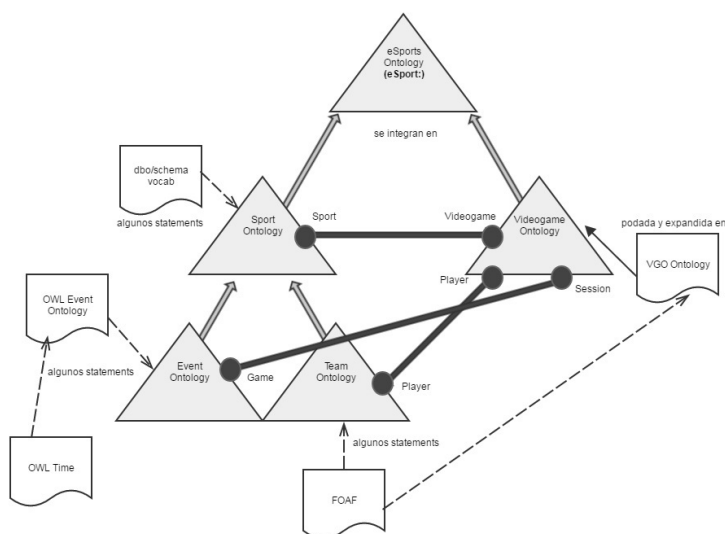 eSports
Ontology
(eSport:)
se integran en
dbo/schema
vocab
algunos statements
Sport
Ontology
Sport
Videogame
Videogame
Ontology
podada y expandida en
VGO Ontology
Player
Session
OWL Event
Ontology
algunos statements
Event
Ontology
Game
Team
Ontology
Player
OWL Time
algunos statements
FOAF